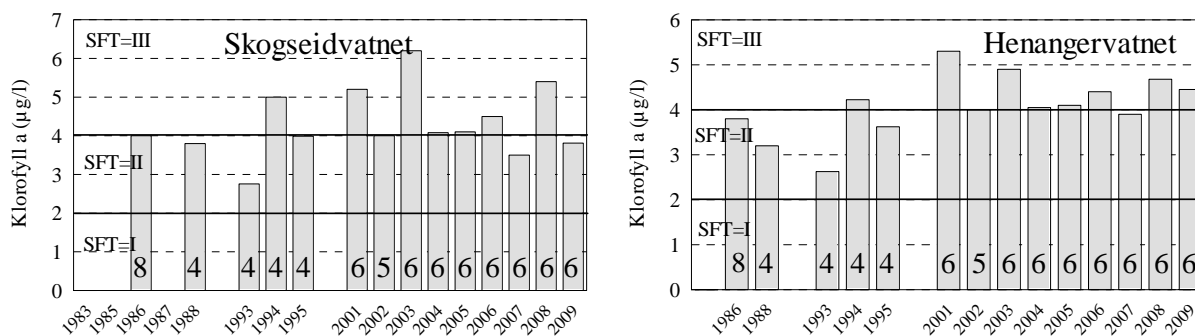 Skogseidvatnet
Klorofyll a (µg/l)
7
6
5
4
3
2
1
0
SFT=III
SFT=II
SFT=I
8 4 4 4 4 6 5 6 6 6 6 6 6 6
1983 1985 1986 1987 1988 1993 1994 1995 2001 2002 2003 2004 2005 2006 2007 2008 2009
Henangervatnet
Klorofyll a (µg/l)
6
5
4
3
2
1
0
SFT=III
SFT=II
SFT=I
8 4 4 4 4 6 5 6 6 6 6 6 6 6
1986 1988 1993 1994 1995 2001 2002 2003 2004 2005 2006 2007 2008 2009